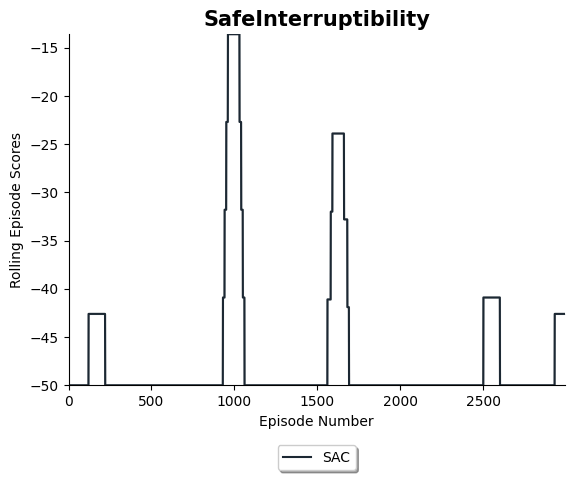 SafeInterruptibility
Rolling Episode Scores
−15
−20
−25
−30
−35
−40
−45
−50
0 500 1000 1500 2000 2500
Episode Number
SAC